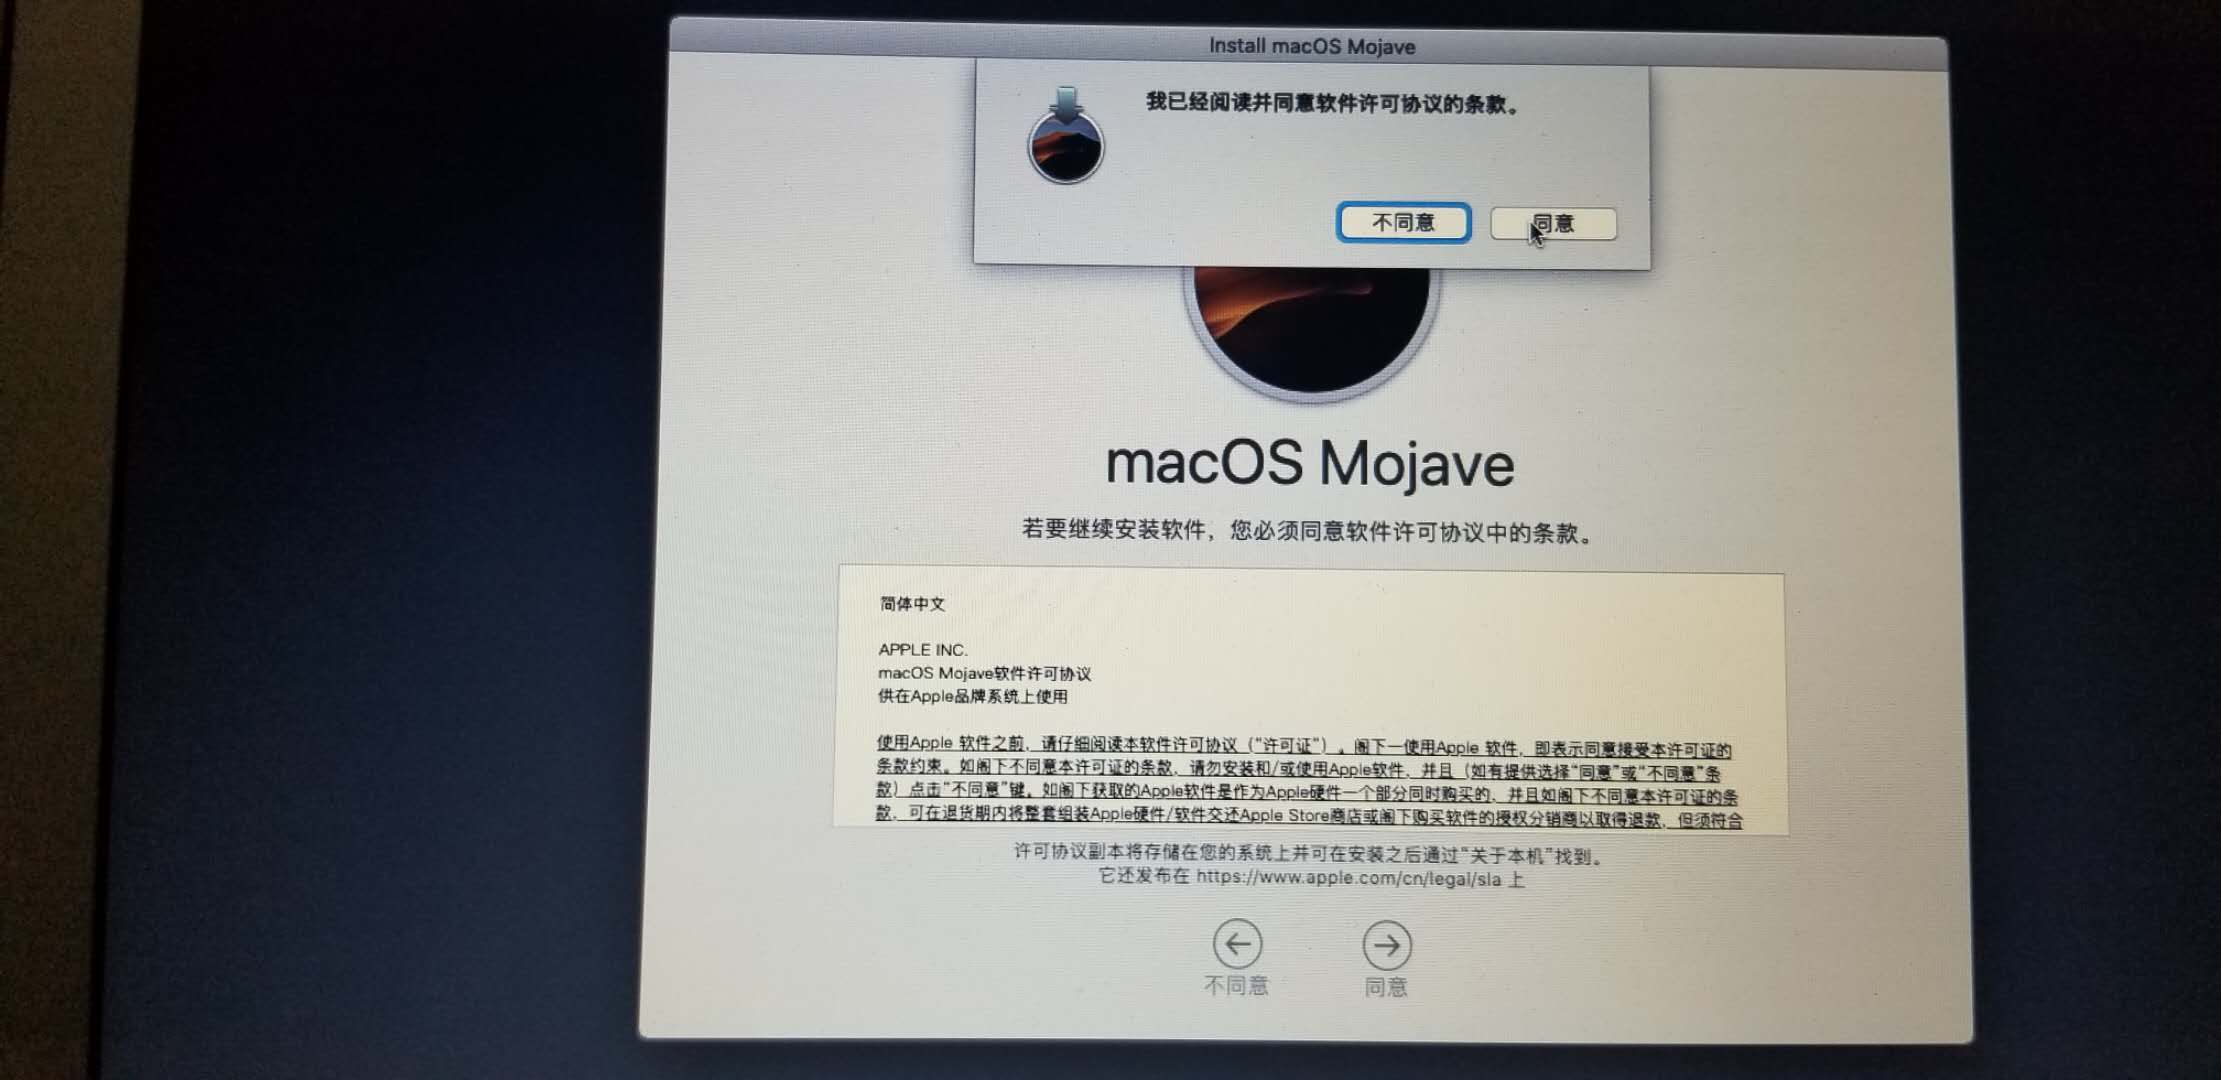 Install macOS Mojave
我已经阅读并同意软件许可协议的条款。
不同意 同意
macOS Mojave
若要继续安装软件，您必须同意软件许可协议中的条款。
简体中文
APPLE INC.
macOS Mojave软件许可协议
供在Apple品牌系统上使用
使用Apple 软件之前，请仔细阅读本软件许可协议（“许可证”）。阁下一使用Apple 软件，即表示同意接受本许可证的
条款约束。如阁下不同意本许可证的条款，请勿安装和/或使用Apple软件，并且（如有提供选择“同意”或“不同意”条
款）点击“不同意”键。如阁下获取的Apple软件是作为Apple硬件一个部分同时购买的，并且如阁下不同意本许可证的条
款，可在退货期内将整套组装Apple硬件/软件交还Apple Store商店或阁下购买软件的授权分销商以取得退款，但须符合
许可协议副本将存储在您的系统上并可在安装之后通过“关于本机”找到。
它还发布在 https://www.apple.com/cn/legal/sla 上
不同意 同意